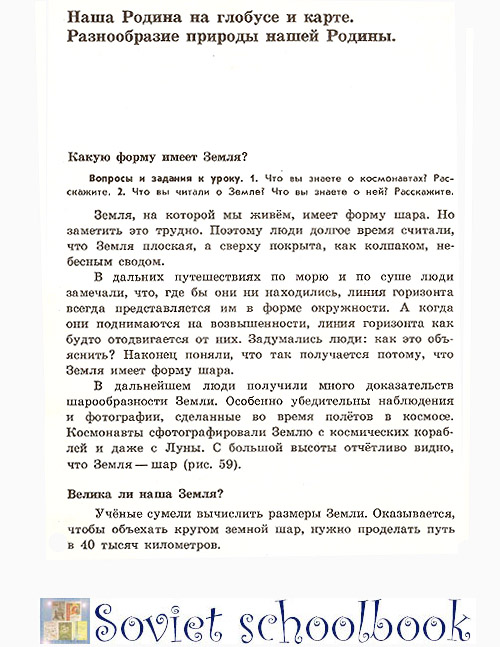 Наша Родина на глобусе и карте.
Разнообразие природы нашей Родины.
Какую форму имеет Земля?
Вопросы и задания к уроку. 1. Что вы знаете о космонавтах? Рас-
скажите. 2. Что вы читали о Земле? Что вы знаете о ней? Расскажите.
Земля, на которой мы живём, имеет форму шара. Но
заметить это трудно. Поэтому люди долгое время считали,
что Земля плоская, а сверху покрыта, как колпаком, не-
бесным сводом.
В дальних путешествиях по морю и по суше люди
замечали, что, где бы они ни находились, линия горизонта
всегда представляется им в форме окружности. А когда
они поднимаются на возвышенности, линия горизонта как
будто отодвигается от них. Задумались люди: как это объ-
яснить? Наконец поняли, что так получается потому, что
Земля имеет форму шара.
В дальнейшем люди получили много доказательств
шарообразности Земли. Особенно убедительны наблюдения
и фотографии, сделанные во время полётов в космосе.
Космонавты сфотографировали Землю с космических кораб-
лей и даже с Луны. С большой высоты отчётливо видно,
что Земля — шар (рис. 59).
Велика ли наша Земля?
Учёные сумели вычислить размеры Земли. Оказывается,
чтобы объехать кругом земной шар, нужно проделать путь
в 40 тысяч километров.
Soviet schoolbook